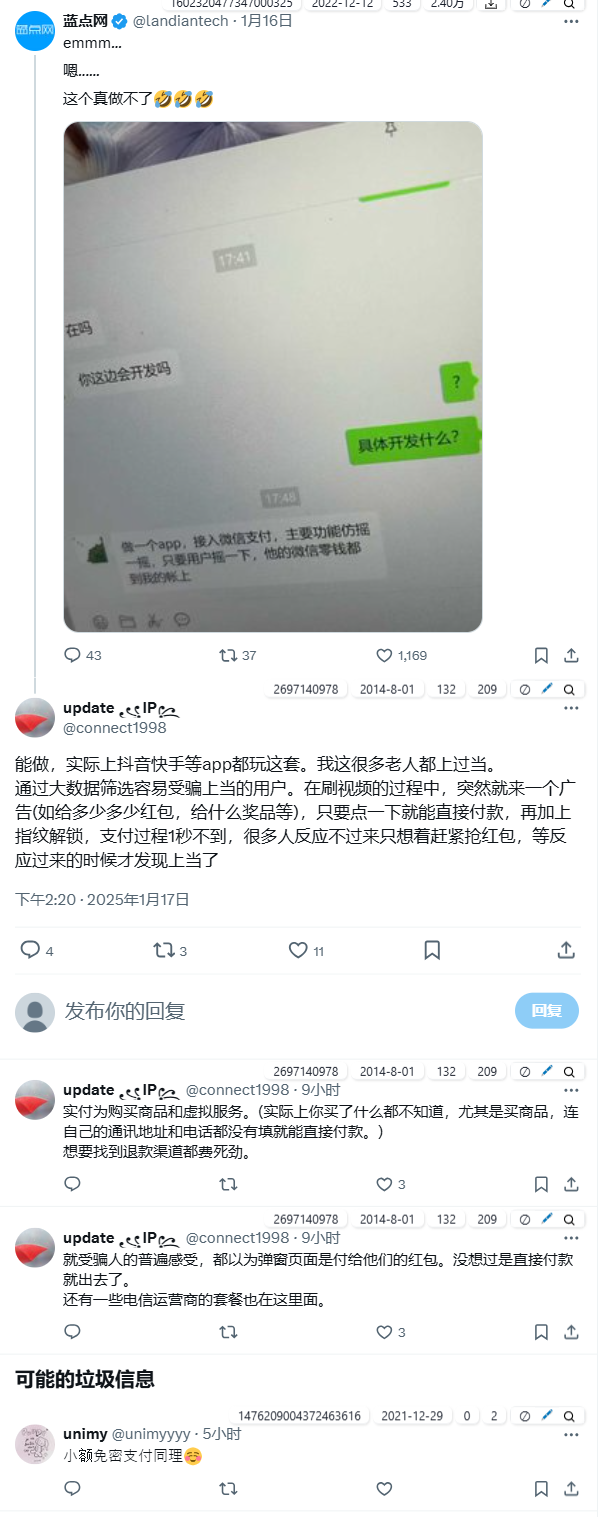 1602320477347000325 2022-12-12 533 2.40万
蓝点网 @landiantech · 1月16日
emmm...
嗯......
这个真做不了🤣🤣🤣
17:41
在吗
你这边会开发吗
?
具体开发什么?
17:48
做一个app，接入微信支付，主要功能仿摇
一摇，只要用户摇一下，他的微信零钱都
到我的帐上
43 37 1,169
2697140978 2014-8-01 132 209
update ر҉ی IP
@connect1998
能做，实际上抖音快手等app都玩这套。我这很多老人都上过当。
通过大数据筛选容易受骗上当的用户。在刷视频的过程中，突然就来一个广
告(如给多少多少红包，给什么奖品等)，只要点一下就能直接付款，再加上
指纹解锁，支付过程1秒不到，很多人反应不过来只想着赶紧抢红包，等反
应过来的时候才发现上当了
下午2:20 · 2025年1月17日
4 3 11
发布你的回复
回复
2697140978 2014-8-01 132 209
update IP @connect1998 · 9小时
实付为购买商品和虚拟服务。(实际上你买了什么都不知道，尤其是买商品，连
自己的通讯地址和电话都没有填就能直接付款。)
想要找到退款渠道都费死劲。
3
2697140978 2014-8-01 132 209
update IP @connect1998 · 9小时
就受骗人的普遍感受，都以为弹窗页面是付给他们的红包。没想过是直接付款
就出去了。
还有一些电信运营商的套餐也在这里面。
3
可能的垃圾信息
1476209004372463616 2021-12-29 0 2
unimy @unimyyyy · 5小时
小额免密支付同理☺️